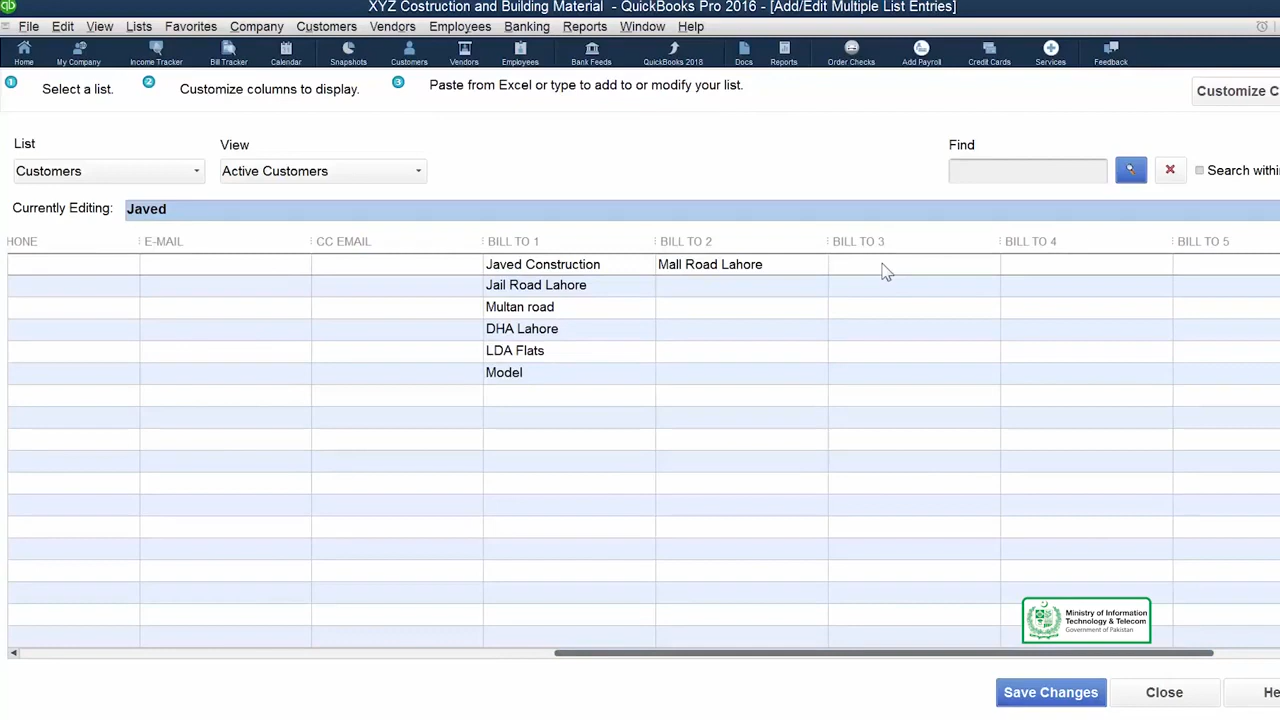 XYZ Costruction and Building Material - QuickBooks Pro 2016 - [Add/Edit Multiple List Entries]
File Edit View Lists Favorites Company Customers Vendors Employees Banking Reports Window Help
Home My Company Income Tracker Bill Tracker Calendar Snapshots Customers Vendors Employees Bank Feeds QuickBooks 2018 Docs Reports Order Checks Add Payroll Credit Cards Services Feedback
1 Select a list. 2 Customize columns to display. 3 Paste from Excel or type to add to or modify your list.
Customize C
List View Find
Customers Active Customers Search withi
Currently Editing: Javed
HONE E-MAIL CC EMAIL BILL TO 1 BILL TO 2 BILL TO 3 BILL TO 4 BILL TO 5
Javed Construction Mall Road Lahore
Jail Road Lahore
Multan road
DHA Lahore
LDA Flats
Model
Ministry of Information
Technology & Telecom
Government of Pakistan
Save Changes Close He